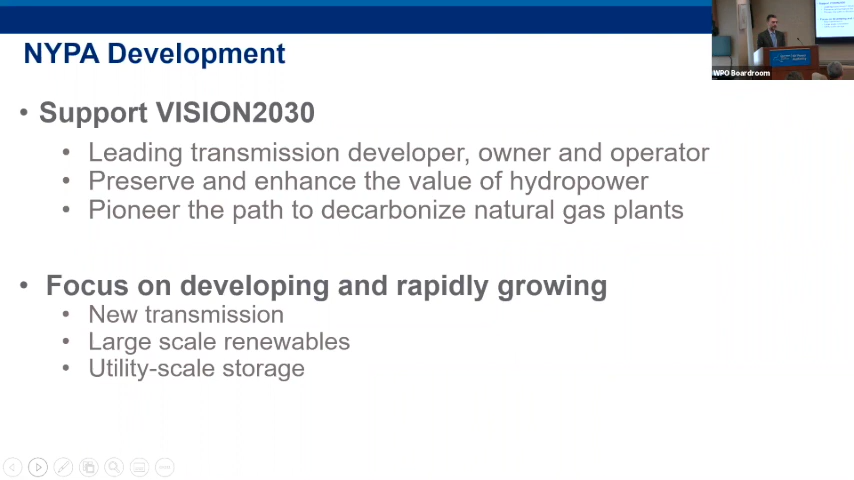 NYPA Development
• Support VISION2030
• Leading transmission developer, owner and operator
• Preserve and enhance the value of hydropower
• Pioneer the path to decarbonize natural gas plants
• Focus on developing and rapidly growing
• New transmission
• Large scale renewables
• Utility-scale storage
WPO Boardroom